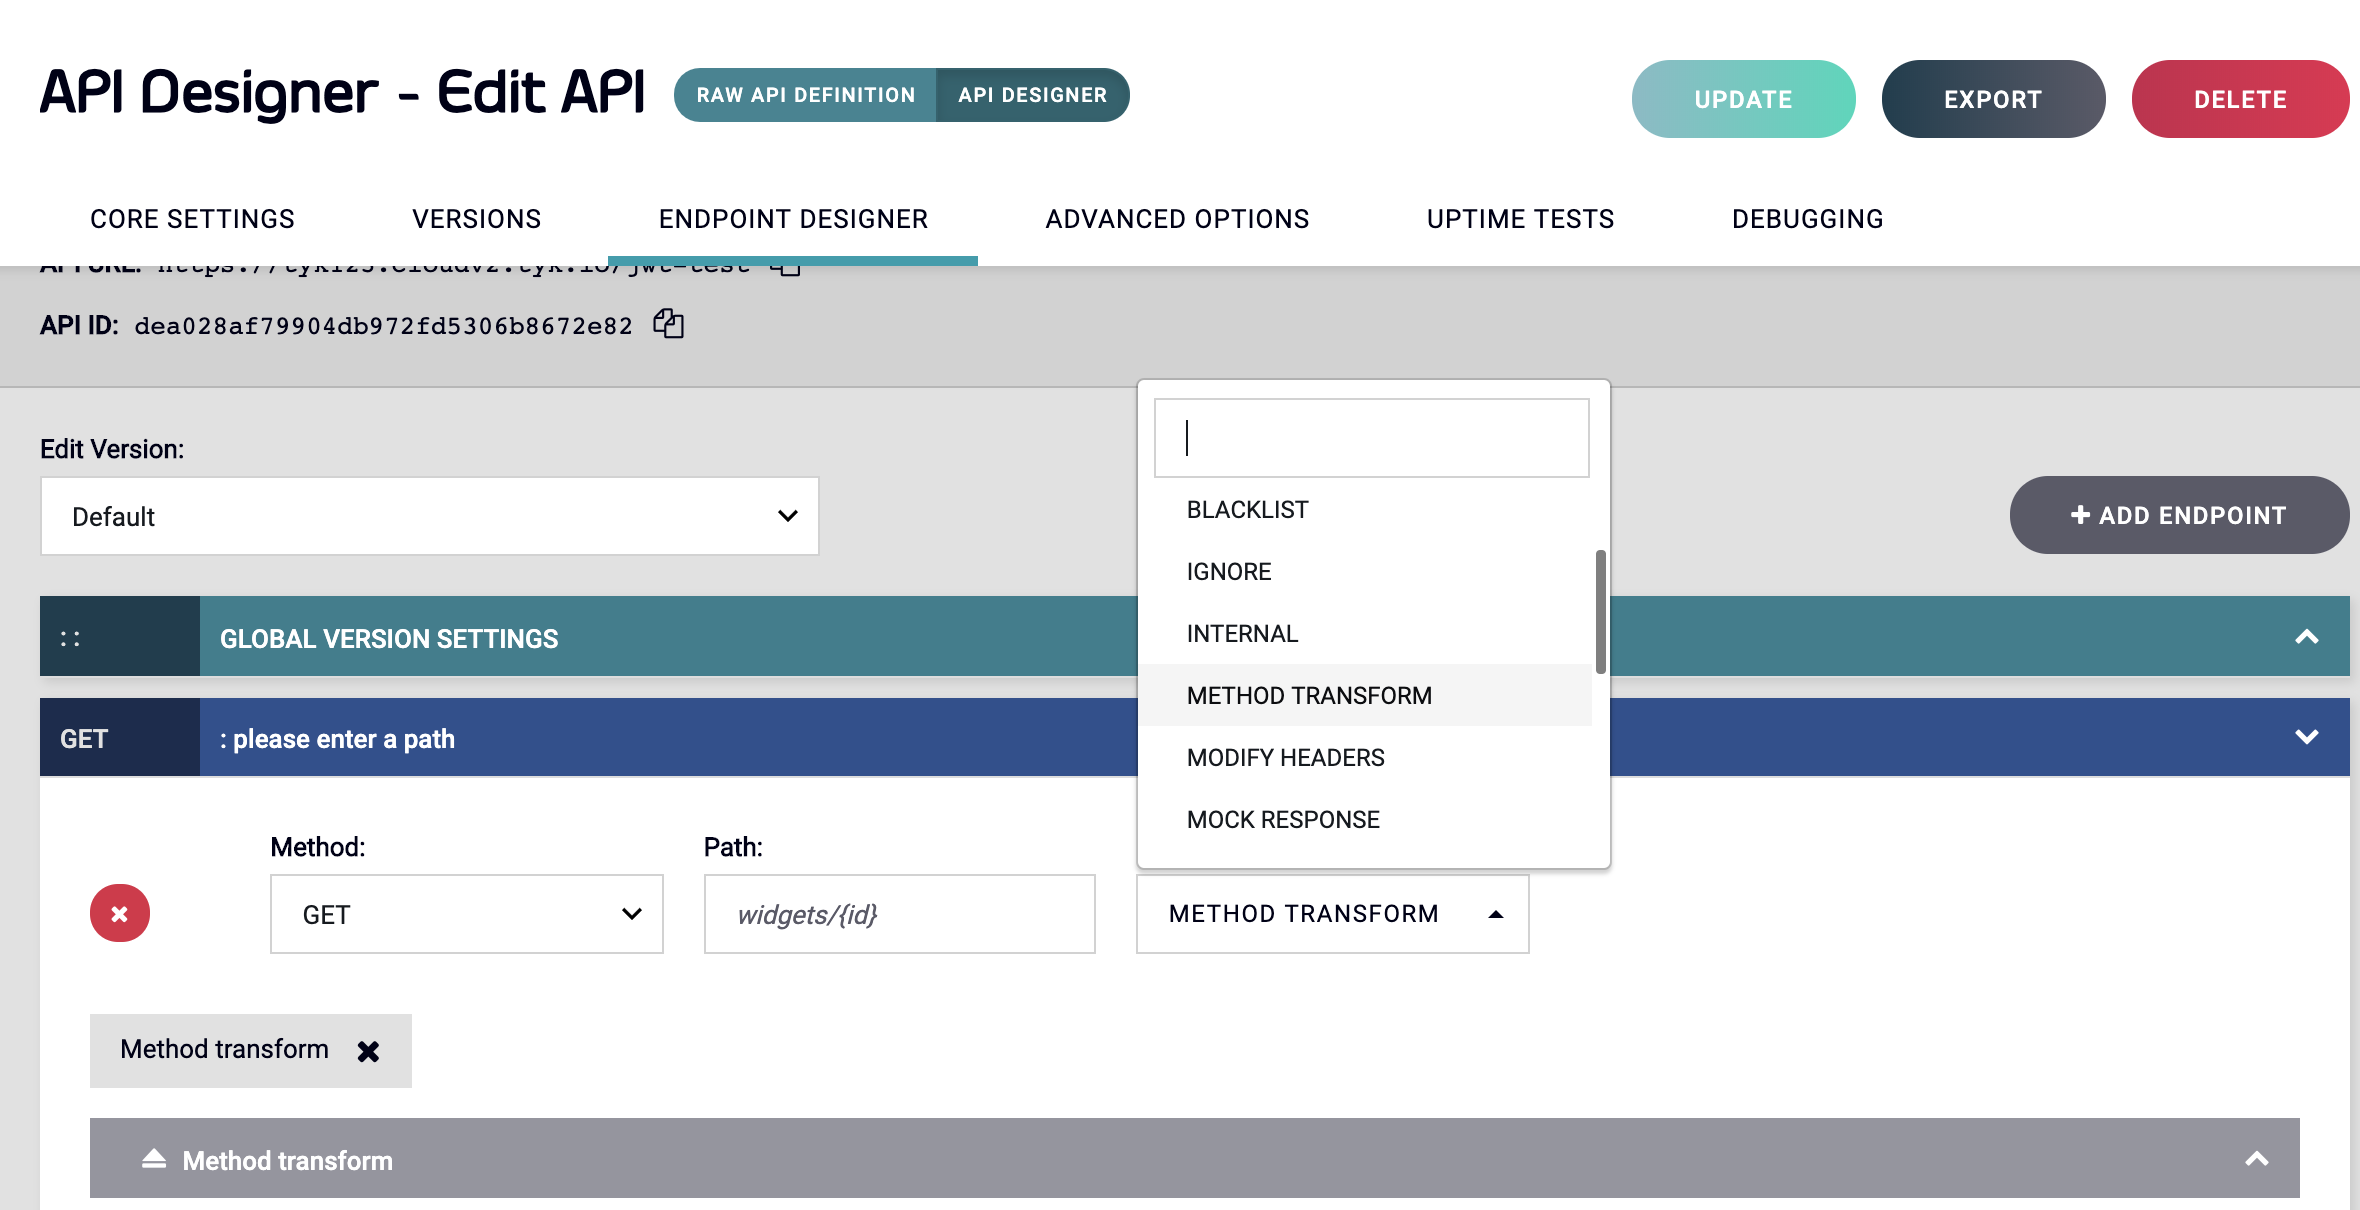 API Designer - Edit API
RAW API DEFINITION
API DESIGNER
UPDATE
EXPORT
DELETE
CORE SETTINGS
VERSIONS
ENDPOINT DESIGNER
ADVANCED OPTIONS
UPTIME TESTS
DEBUGGING
API URL:
API ID: dea028af79904db972fd5306b8672e82
Edit Version:
Default
+ ADD ENDPOINT
BLACKLIST
IGNORE
INTERNAL
METHOD TRANSFORM
MODIFY HEADERS
MOCK RESPONSE
:: GLOBAL VERSION SETTINGS
GET : please enter a path
Method:
Path:
GET
widgets/{id}
METHOD TRANSFORM
Method transform
Method transform